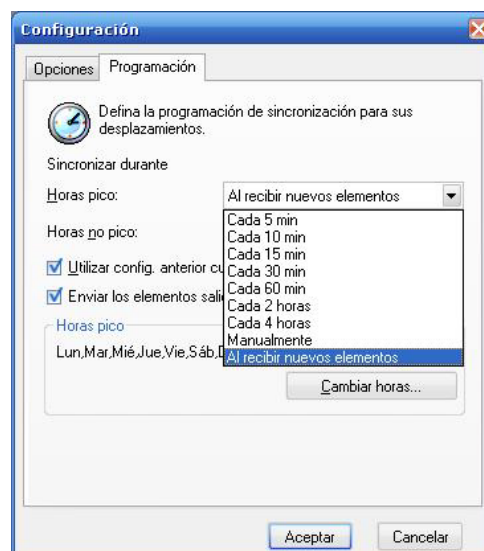 Configuración
Opciones Programación
Defina la programación de sincronización para sus
desplazamientos.
Sincronizar durante
Horas pico: Al recibir nuevos elementos
Cada 5 min
Cada 10 min
Horas no pico:
Cada 15 min
Cada 30 min
Utilizar config. anterior
Cada 60 min
Cada 2 horas
Enviar los elementos
Cada 4 horas
Horas pico
Manualmente
Lun,Mar,Mié,Jue,Vie,Sáb,
Al recibir nuevos elementos
Cambiar horas...
Aceptar Cancelar